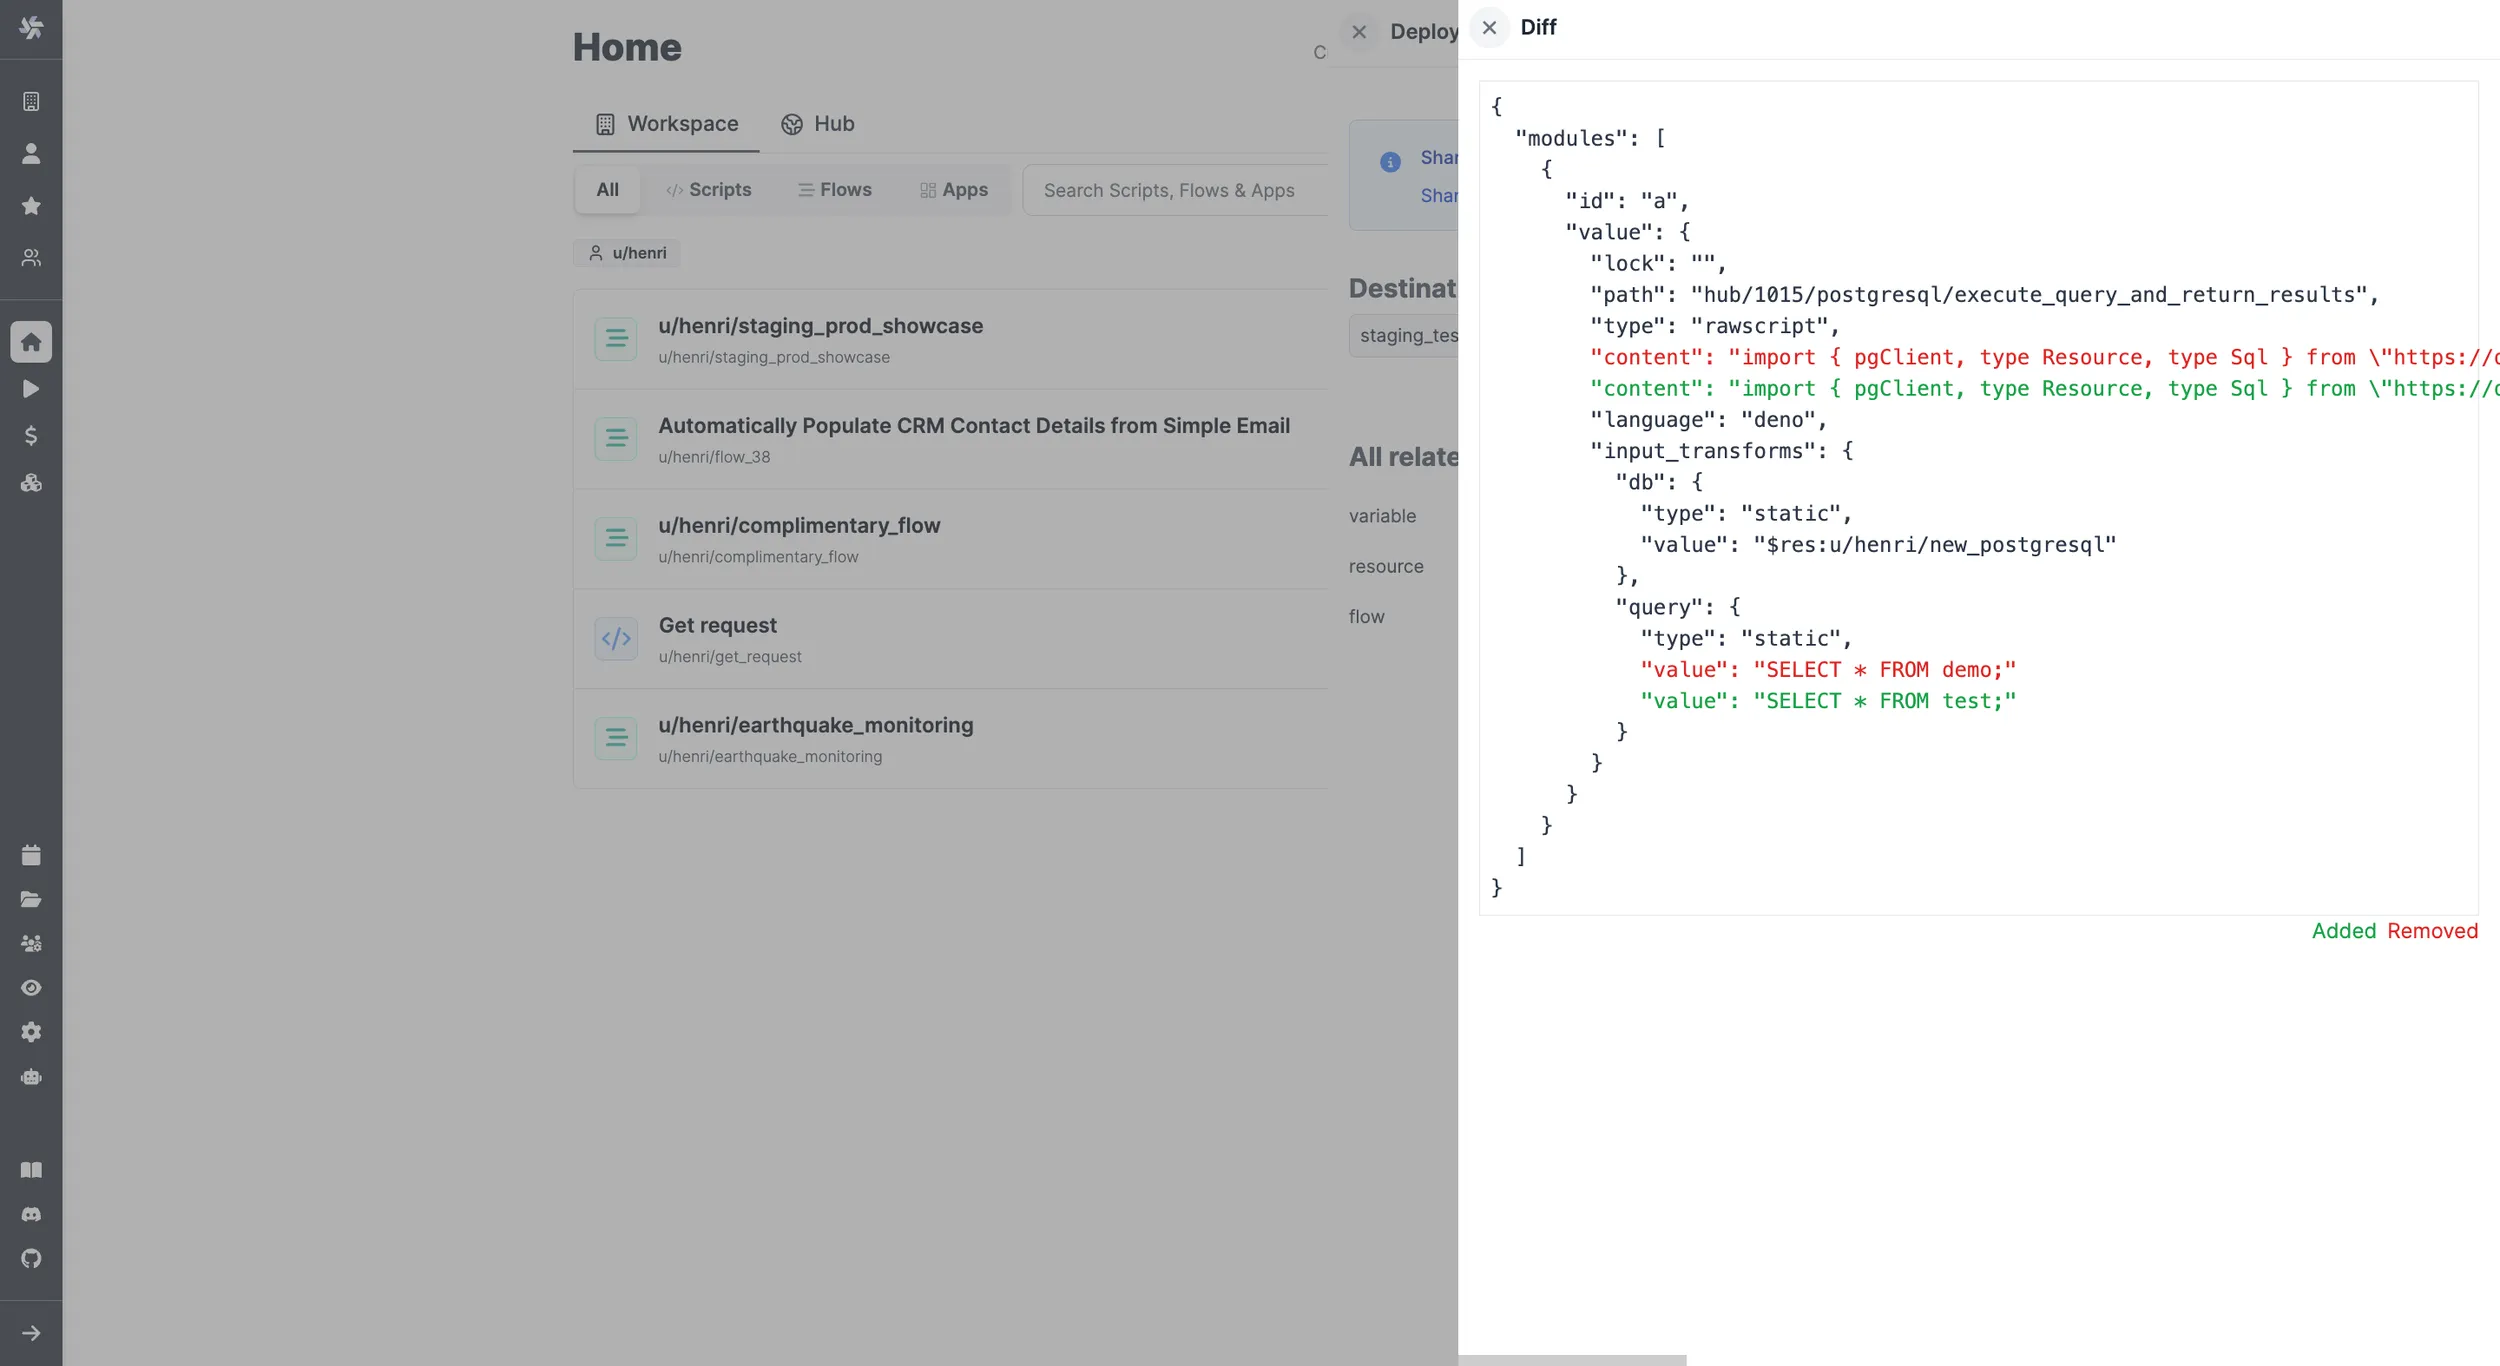 Home
Workspace
Hub
All
Scripts
Flows
Apps
Search Scripts, Flows & Apps
u/henri
u/henri/staging_prod_showcase
u/henri/staging_prod_showcase
Automatically Populate CRM Contact Details from Simple Email
u/henri/flow_38
u/henri/complimentary_flow
u/henri/complimentary_flow
Get request
u/henri/get_request
u/henri/earthquake_monitoring
u/henri/earthquake_monitoring
C
Deploy
Shar
Shar
Destinat
staging_tes
All relate
variable
resource
flow
Diff
{
"modules": [
{
"id": "a",
"value": {
"lock": "",
"path": "hub/1015/postgresql/execute_query_and_return_results",
"type": "rawscript",
"content": "import { pgClient, type Resource, type Sql } from \"https://d
"content": "import { pgClient, type Resource, type Sql } from \"https://d
"language": "deno",
"input_transforms": {
"db": {
"type": "static",
"value": "$res:u/henri/new_postgresql"
},
"query": {
"type": "static",
"value": "SELECT * FROM demo;"
"value": "SELECT * FROM test;"
}
}
}
}
]
}
Added Removed